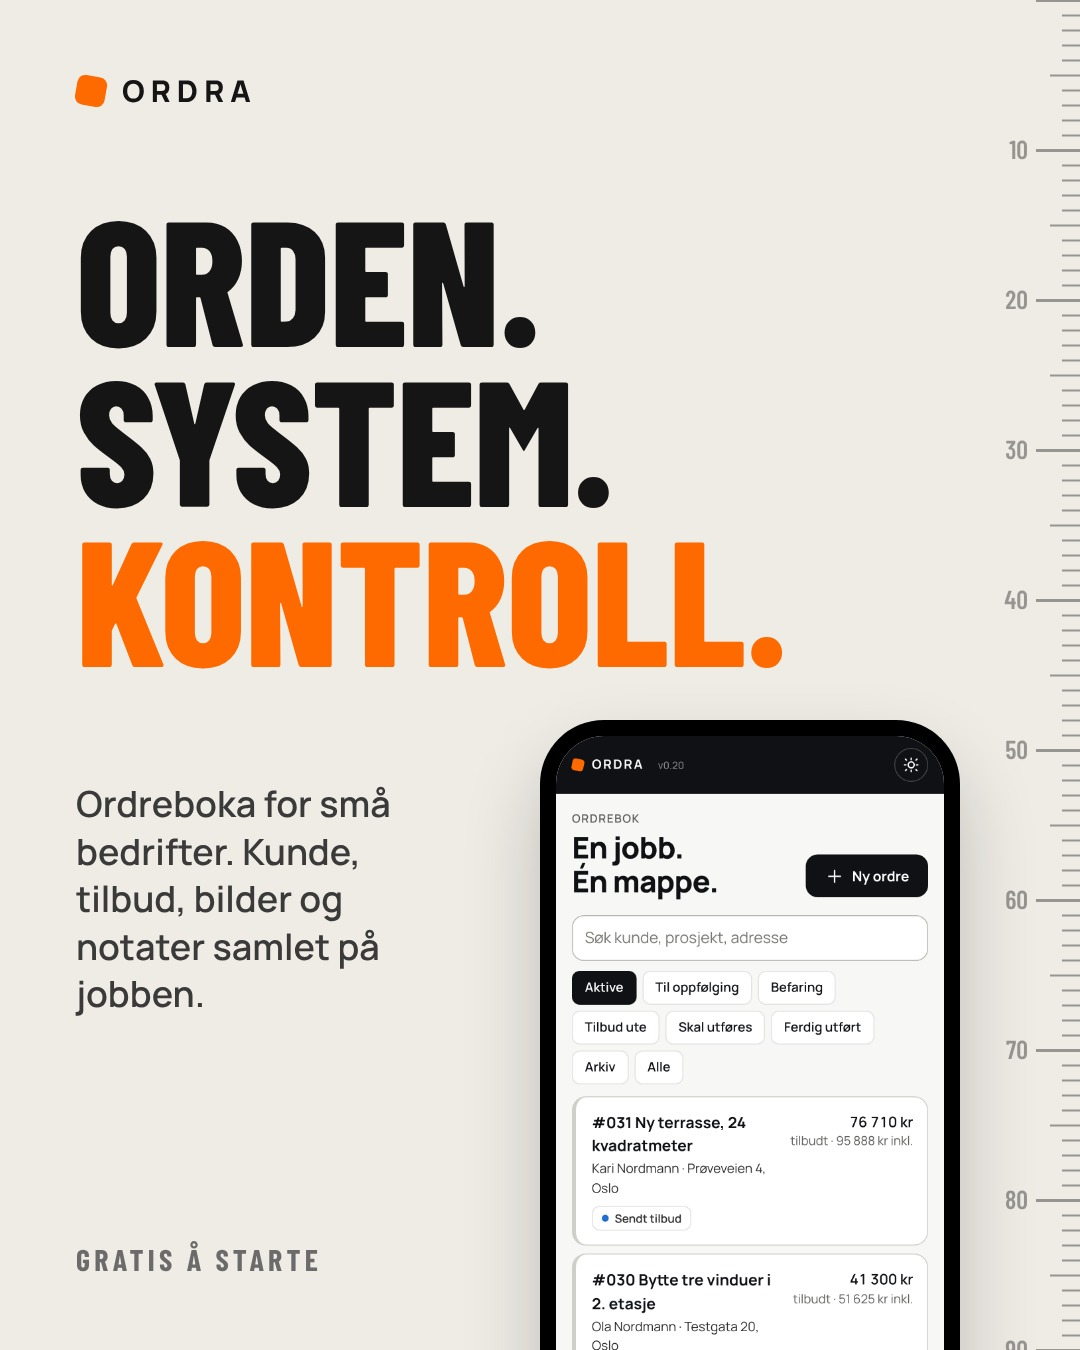 ORDRA
ORDEN.
SYSTEM.
KONTROLL.
Ordreboka for små
bedrifter. Kunde,
tilbud, bilder og
notater samlet på
jobben.
GRATIS Å STARTE
ORDRA v0.20
ORDREBOK
En jobb.
Én mappe.
Ny ordre
Søk kunde, prosjekt, adresse
Aktive Til oppfølging Befaring
Tilbud ute Skal utføres Ferdig utført
Arkiv Alle
#031 Ny terrasse, 24 76 710 kr
kvadratmeter tilbudt · 95 888 kr inkl.
Kari Nordmann · Prøveveien 4,
Oslo
Sendt tilbud
#030 Bytte tre vinduer i 41 300 kr
2. etasje tilbudt · 51 625 kr inkl.
Ola Nordmann · Testgata 20,
Oslo
10
20
30
40
50
60
70
80
90